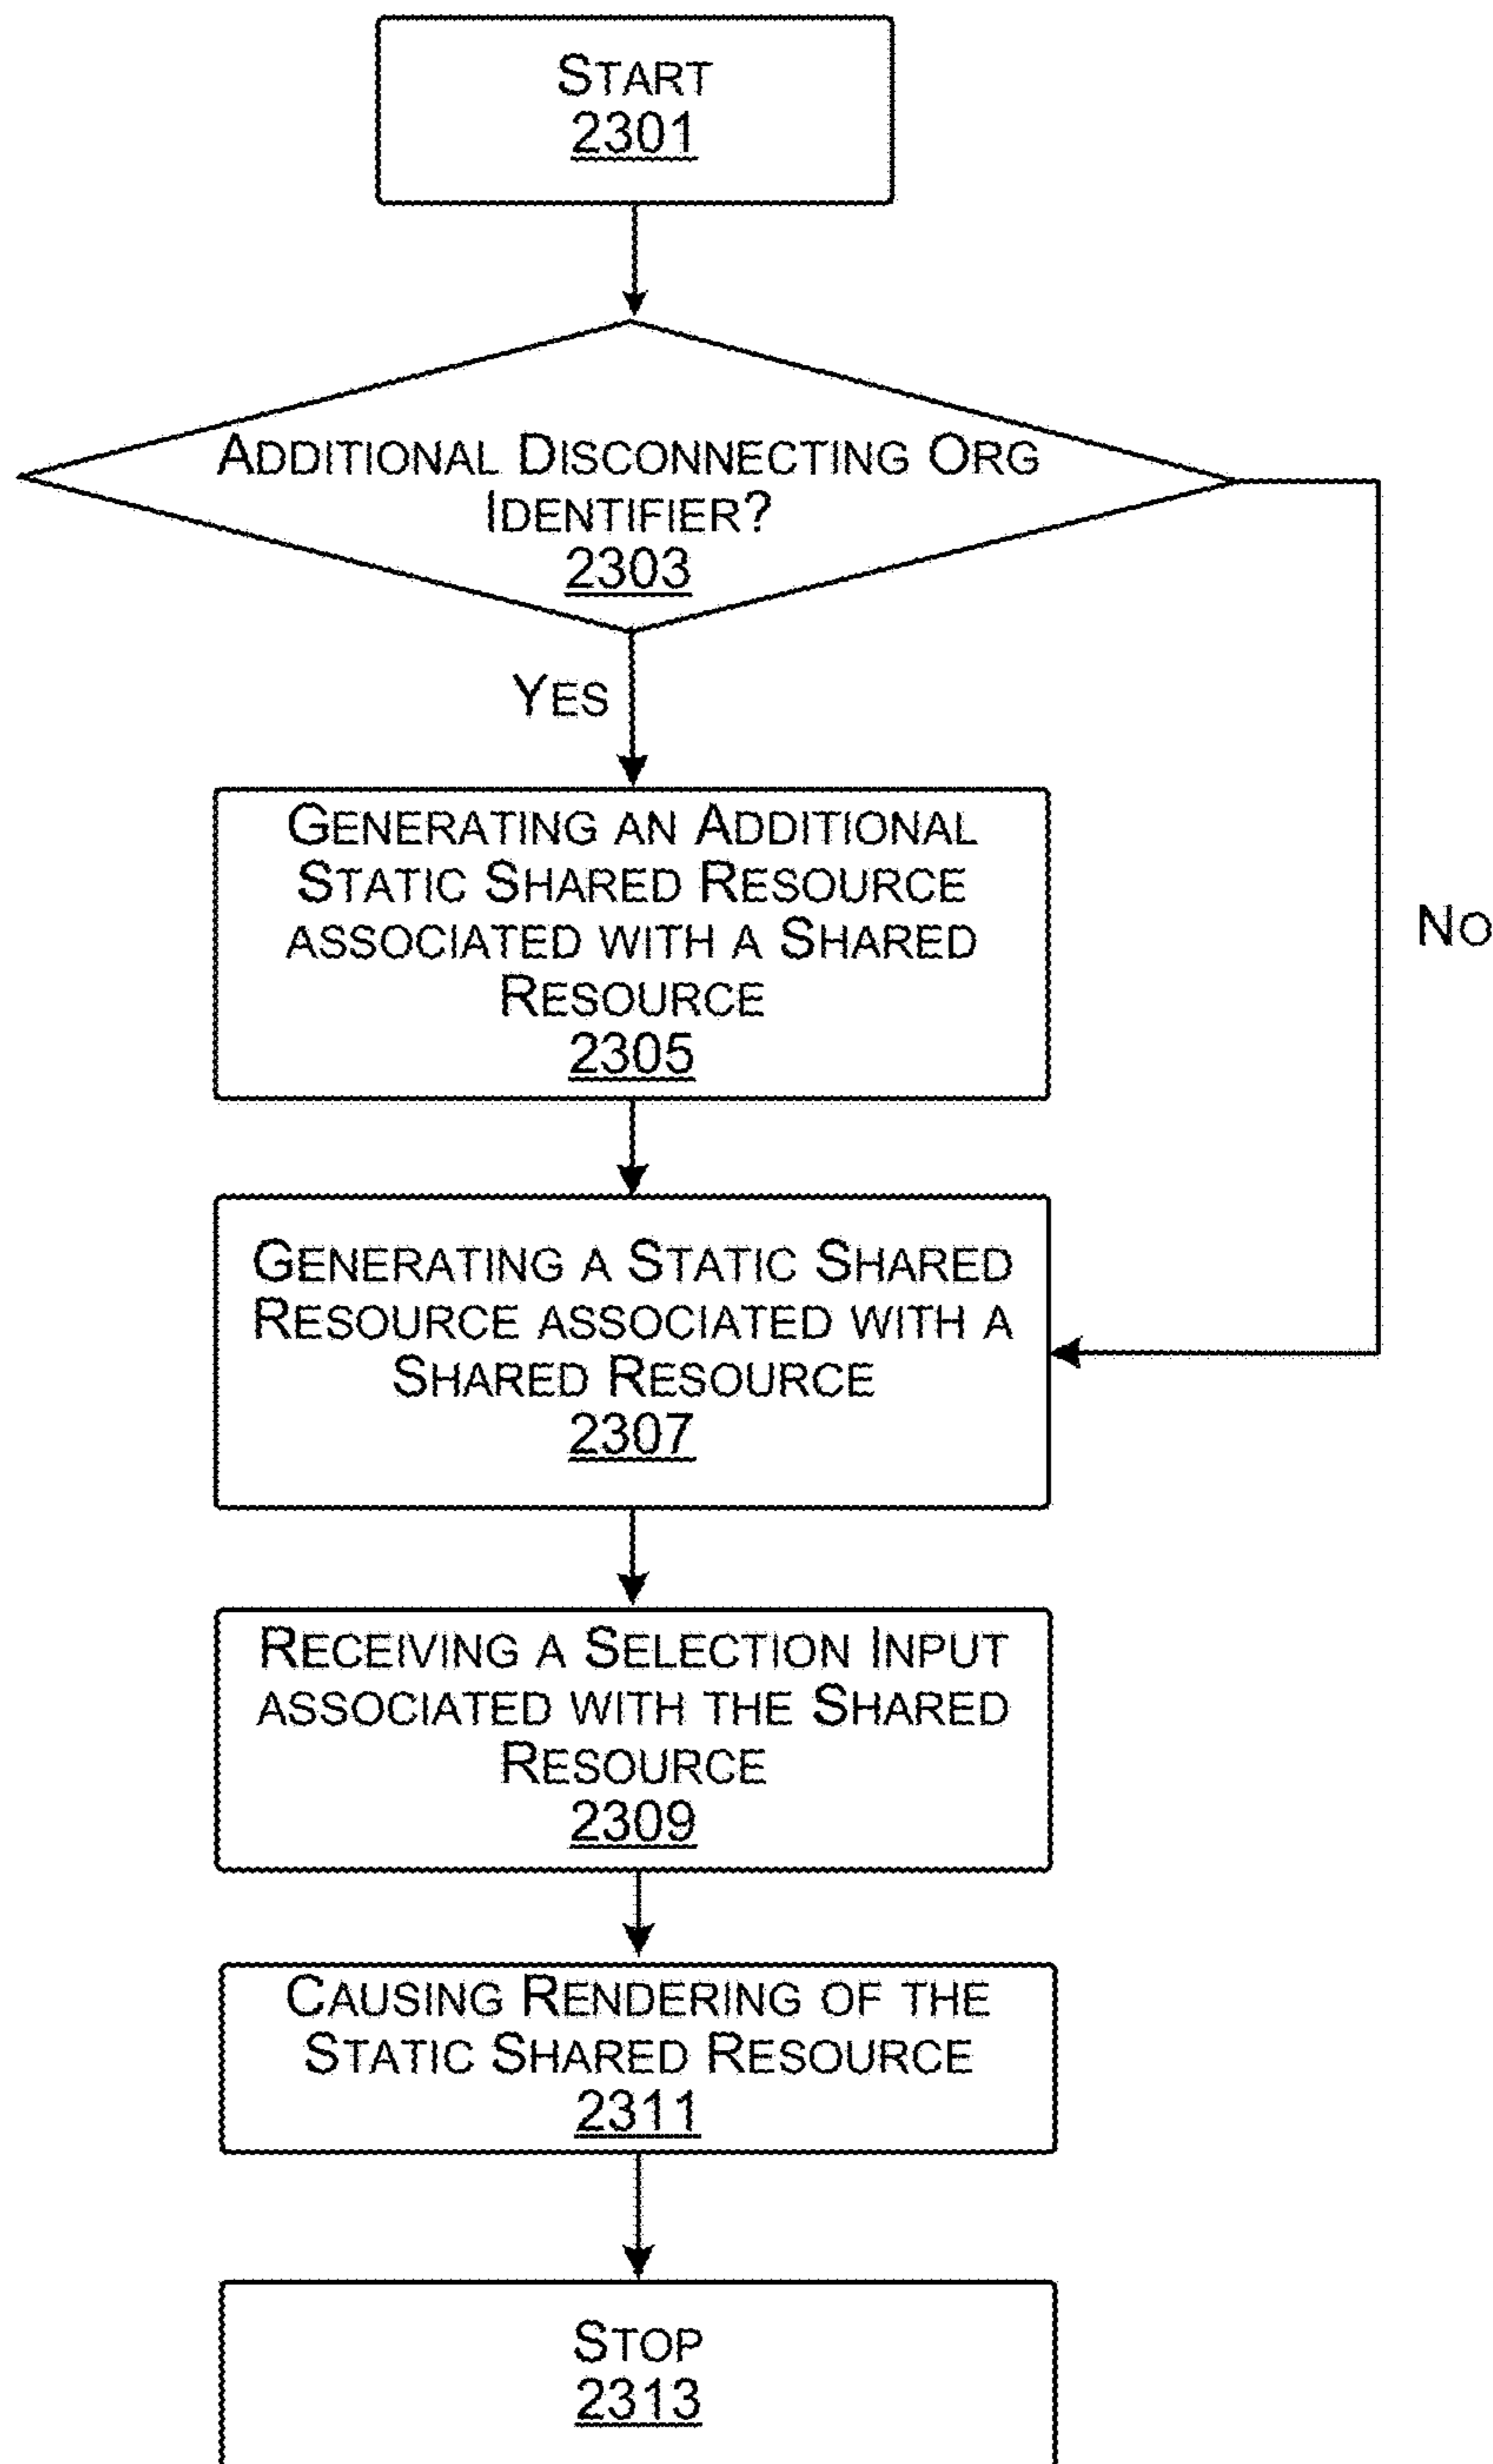 START
2301
ADDITIONAL DISCONNECTING ORG
IDENTIFIER?
2303
YES
GENERATING AN ADDITIONAL
STATIC SHARED RESOURCE
ASSOCIATED WITH A SHARED
RESOURCE
2305
NO
GENERATING A STATIC SHARED
RESOURCE ASSOCIATED WITH A
SHARED RESOURCE
2307
RECEIVING A SELECTION INPUT
ASSOCIATED WITH THE SHARED
RESOURCE
2309
CAUSING RENDERING OF THE
STATIC SHARED RESOURCE
2311
STOP
2313